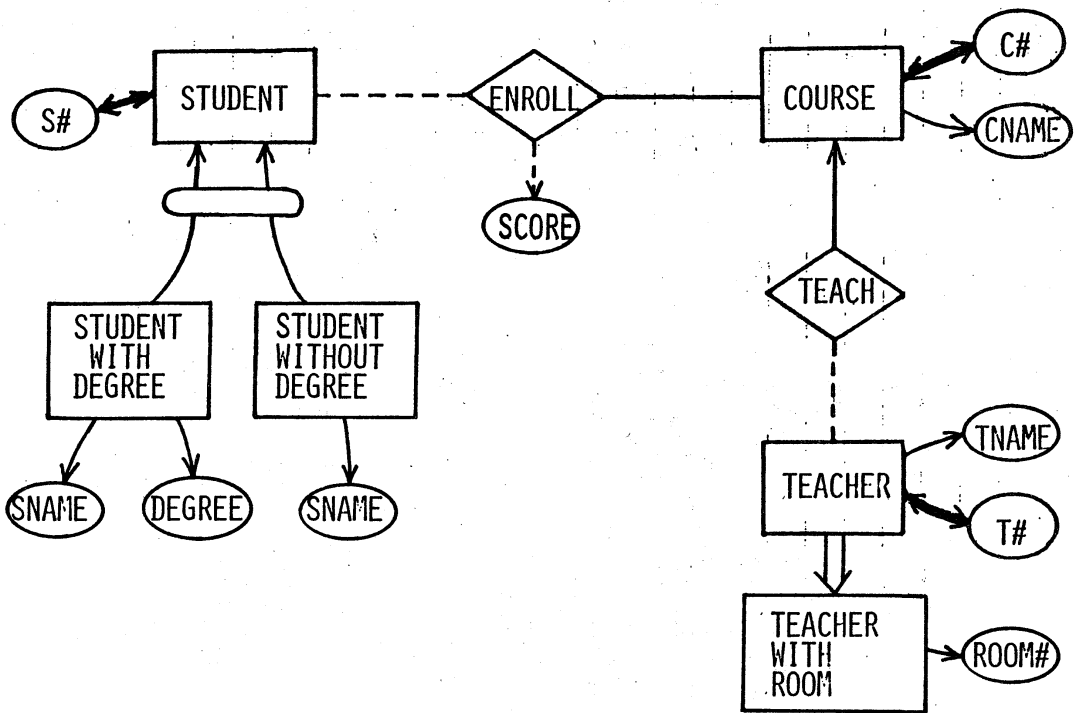 C#
STUDENT
ENROLL
COURSE
S#
CNAME
SCORE
TEACH
STUDENT
WITH
DEGREE
STUDENT
WITHOUT
DEGREE
TNAME
TEACHER
SNAME
DEGREE
SNAME
T#
TEACHER
WITH
ROOM
ROOM#